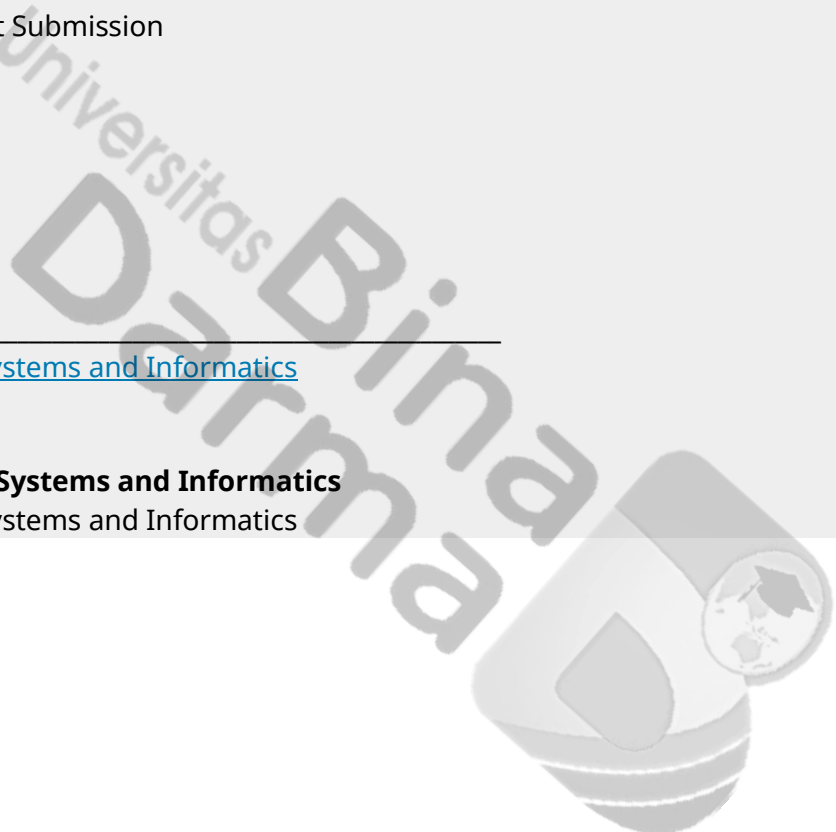 t Submission
Universitas
Bina
Darma
ystems and Informatics
Systems and Informatics
ystems and Informatics